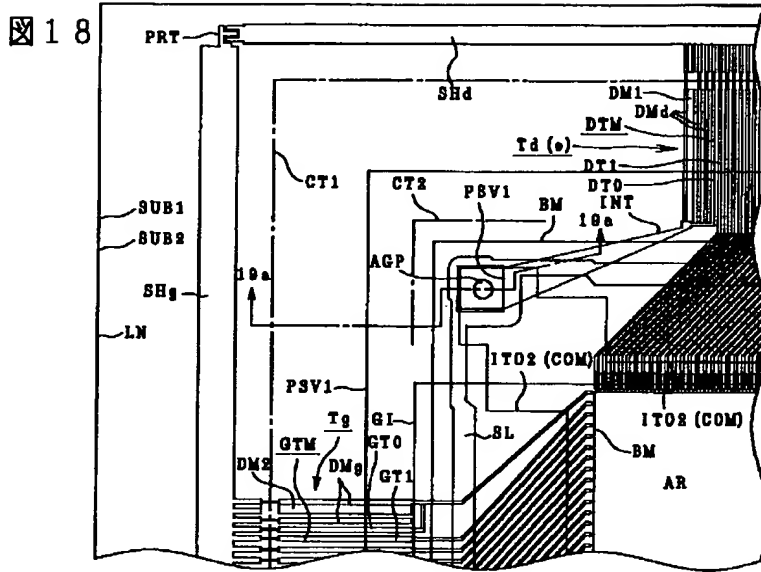 図18
PRT
SHd
DM1
DMd
DTM
Td(e)
DT1
DT0
INT
SUB1
SUB2
CT1
CT2
PSV1
BM
19a
AGP
19a
SHg
LN
ITO2(COM)
PSV1
GI
SL
ITO2(COM)
Tg
GTM
GT0
DM2
DMg
GT1
BM
AR